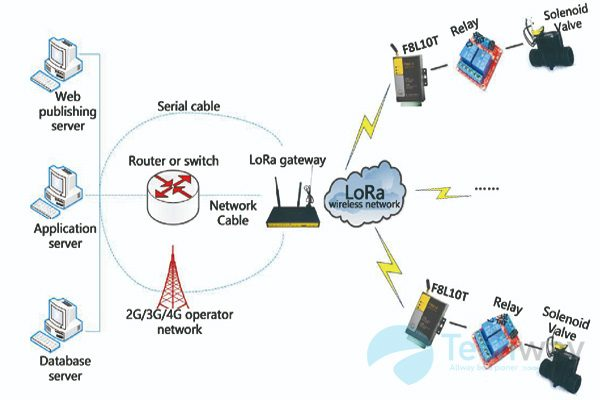 Web
publishing
server
Application
server
Database
server
Serial cable
Router or switch
Network
Cable
2G/3G/4G operator
network
LoRa gateway
LoRa
wireless network
F8L10T
Relay
Solenoid
Valve
......
F8L10T
Relay
Solenoid
Valve